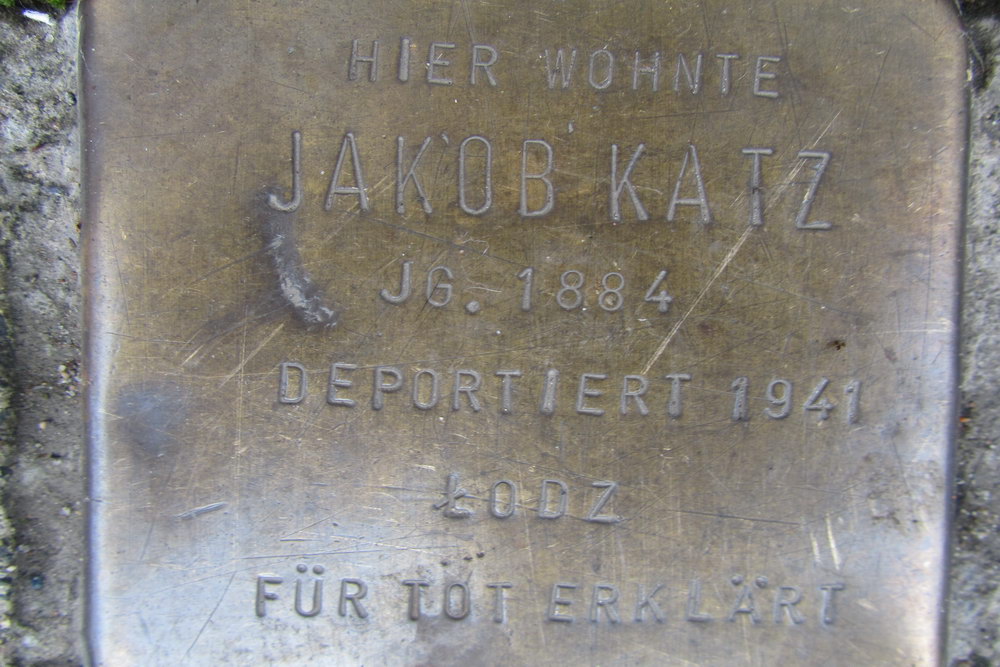 HIER WOHNTE
JAKOB KATZ
JG. 1884
DEPORTIERT 1941
ŁODZ
FÜR TOT ERKLÄRT